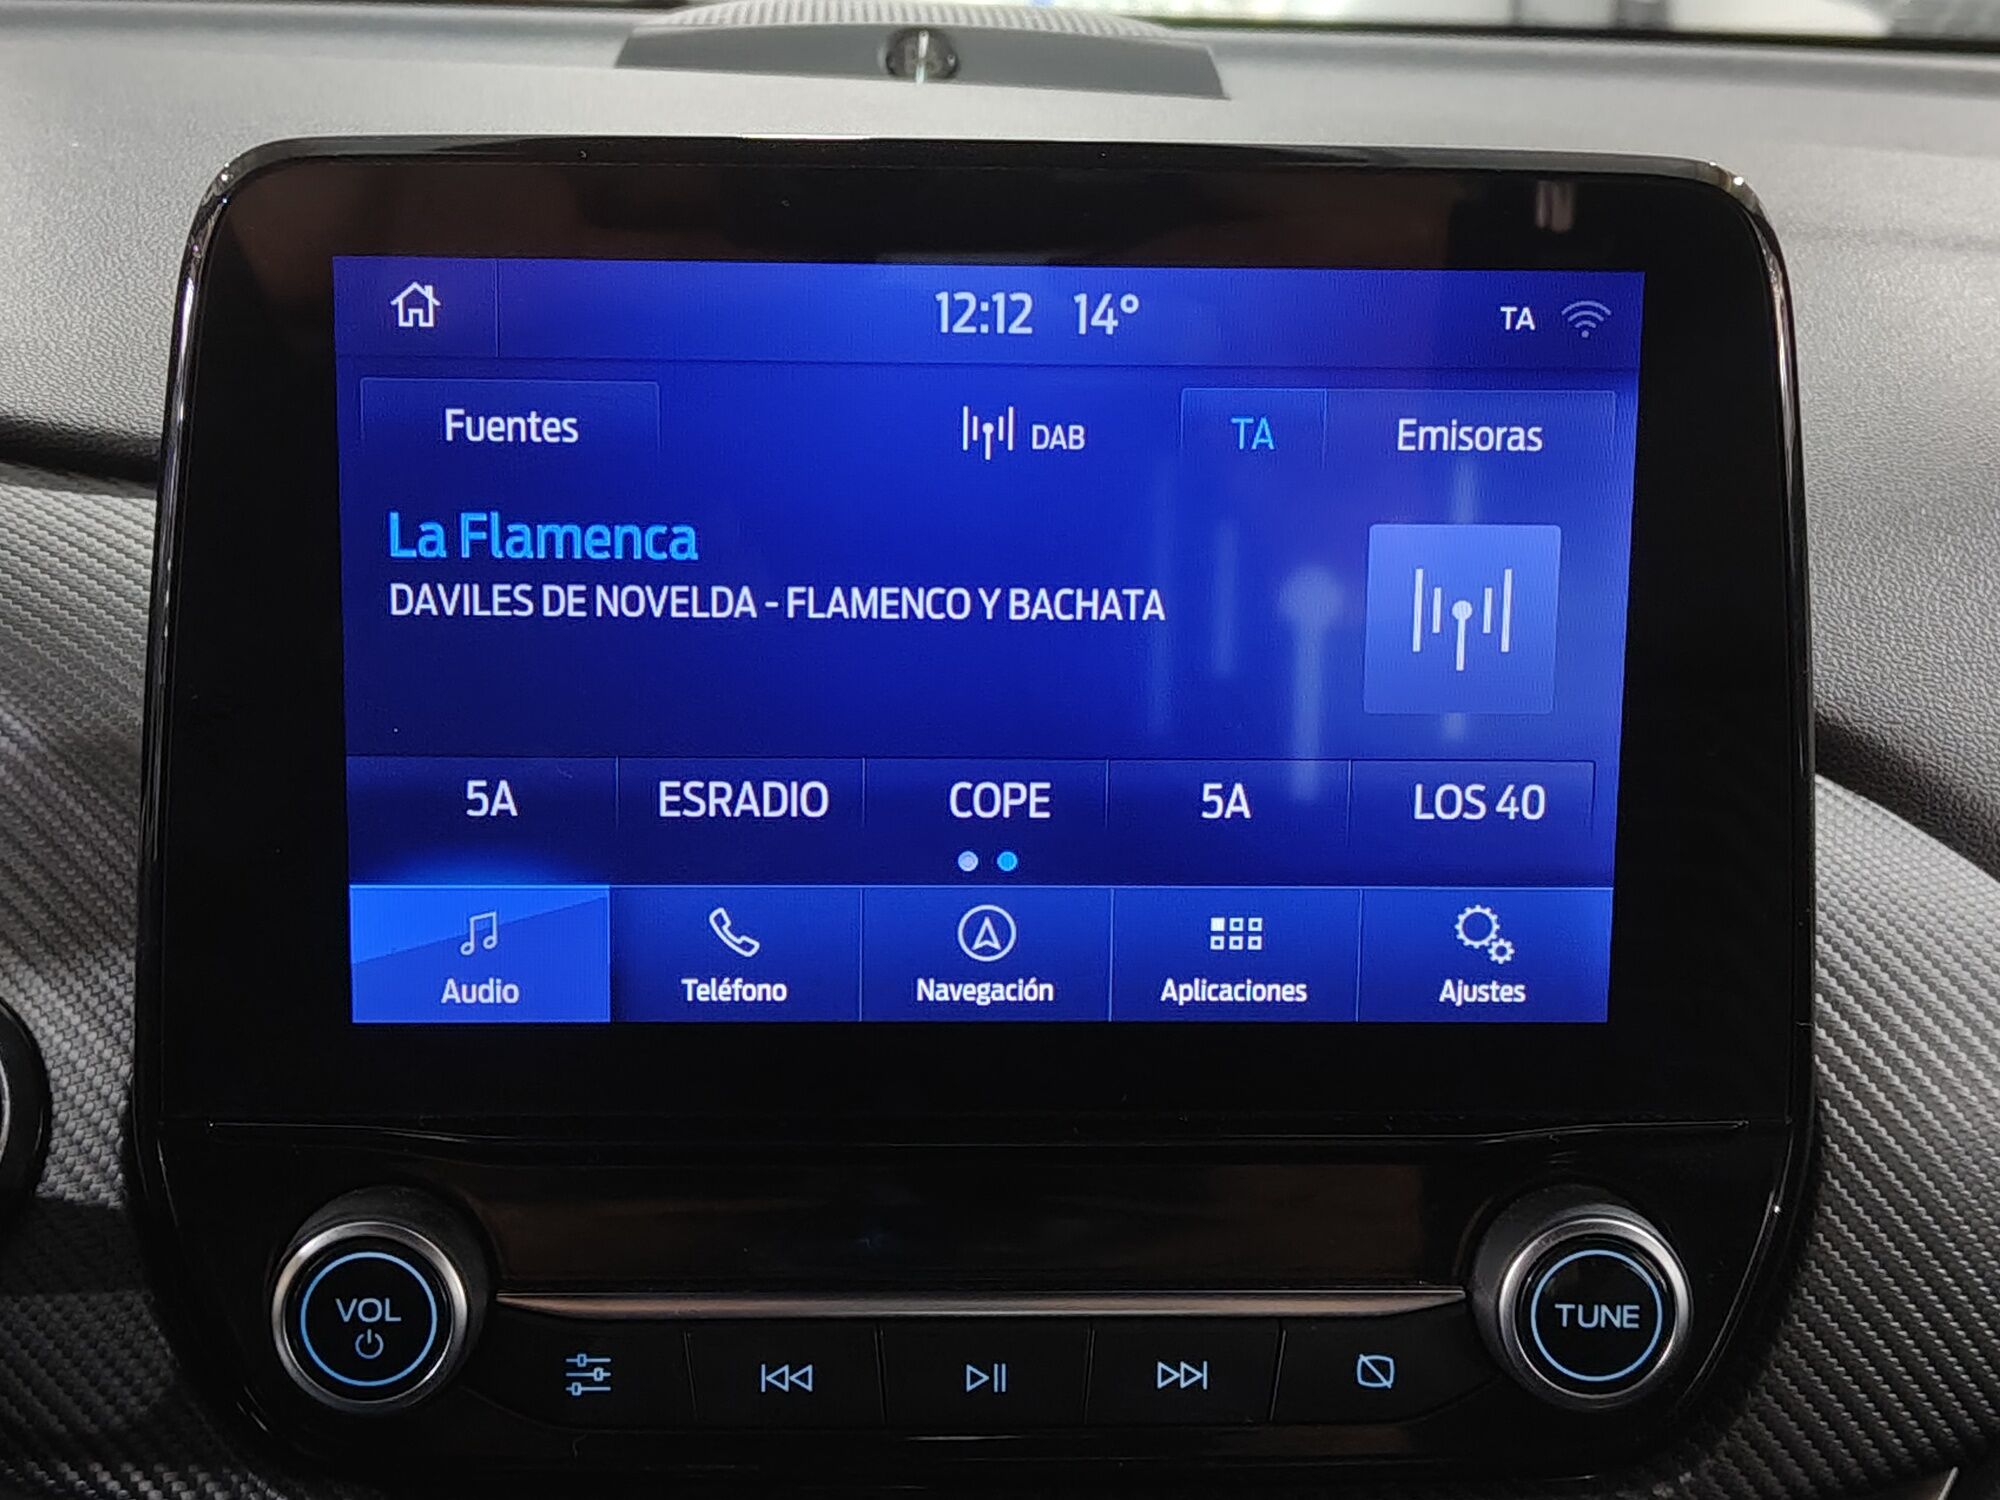 12:12 14° TA
Fuentes DAB TA Emisoras
La Flamenca
DAVILES DE NOVELDA - FLAMENCO Y BACHATA
5A ESRADIO COPE 5A LOS 40
Audio Teléfono Navegación Aplicaciones Ajustes
VOL TUNE